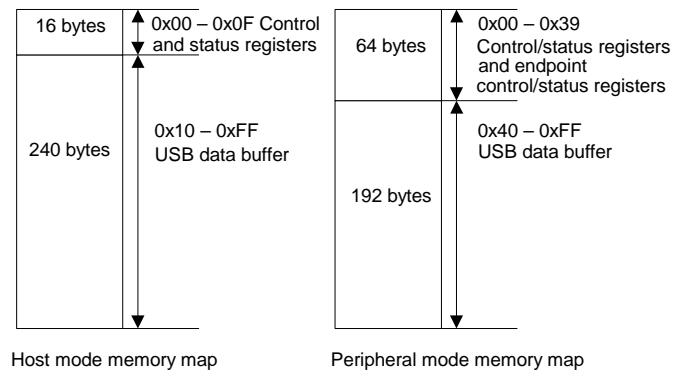 16 bytes
0x00 – 0x0F Control
and status registers
240 bytes
0x10 – 0xFF
USB data buffer
Host mode memory map
64 bytes
0x00 – 0x39
Control/status registers
and endpoint
control/status registers
192 bytes
0x40 – 0xFF
USB data buffer
Peripheral mode memory map